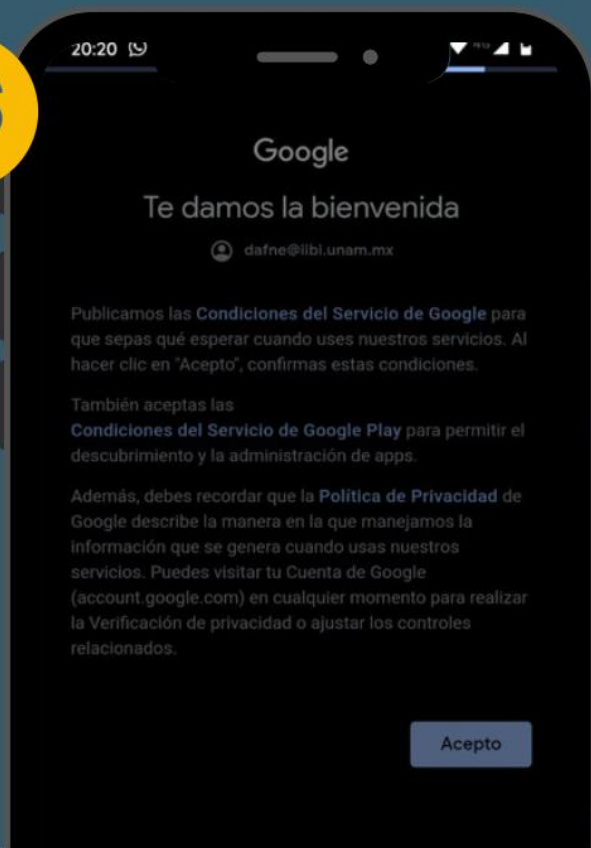 20:20
Google
Te damos la bienvenida
dafne@iibi.unam.mx
Publicamos las Condiciones del Servicio de Google para
que sepas qué esperar cuando uses nuestros servicios. Al
hacer clic en "Acepto", confirmas estas condiciones.
También aceptas las
Condiciones del Servicio de Google Play para permitir el
descubrimiento y la administración de apps.
Además, debes recordar que la Política de Privacidad de
Google describe la manera en la que manejamos la
información que se genera cuando usas nuestros
servicios. Puedes visitar tu Cuenta de Google
(account.google.com) en cualquier momento para realizar
la Verificación de privacidad o ajustar los controles
relacionados.
Acepto